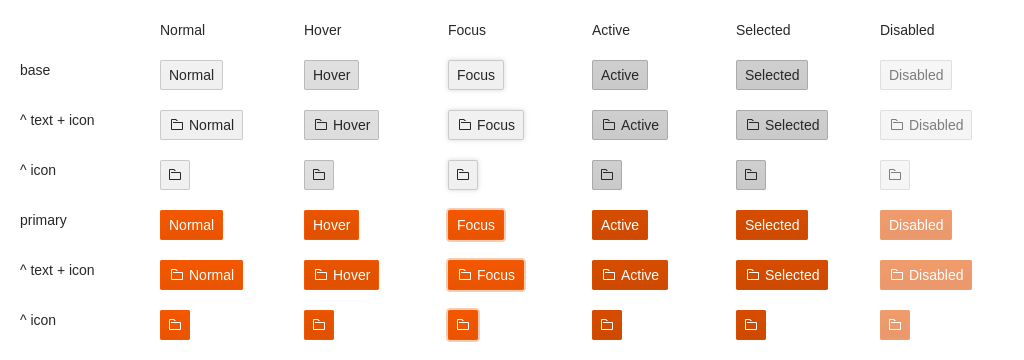 Normal Hover Focus Active Selected Disabled
base Normal Hover Focus Active Selected Disabled
^ text + icon Normal Hover Focus Active Selected Disabled
^ icon
primary Normal Hover Focus Active Selected Disabled
^ text + icon Normal Hover Focus Active Selected Disabled
^ icon